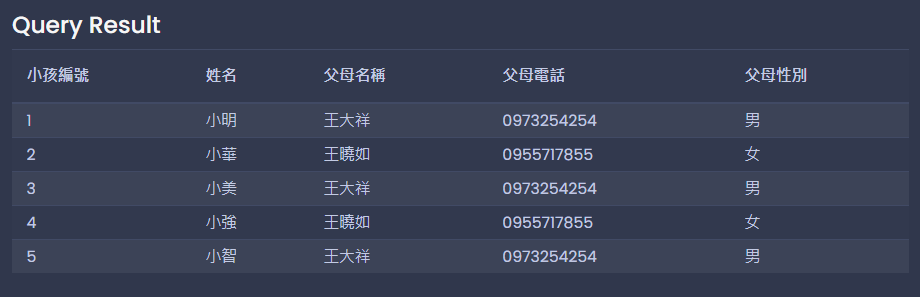 Query Result
小孩編號 姓名 父母名稱 父母電話 父母性別
1 小明 王大祥 0973254254 男
2 小華 王曉如 0955717855 女
3 小美 王大祥 0973254254 男
4 小強 王曉如 0955717855 女
5 小智 王大祥 0973254254 男